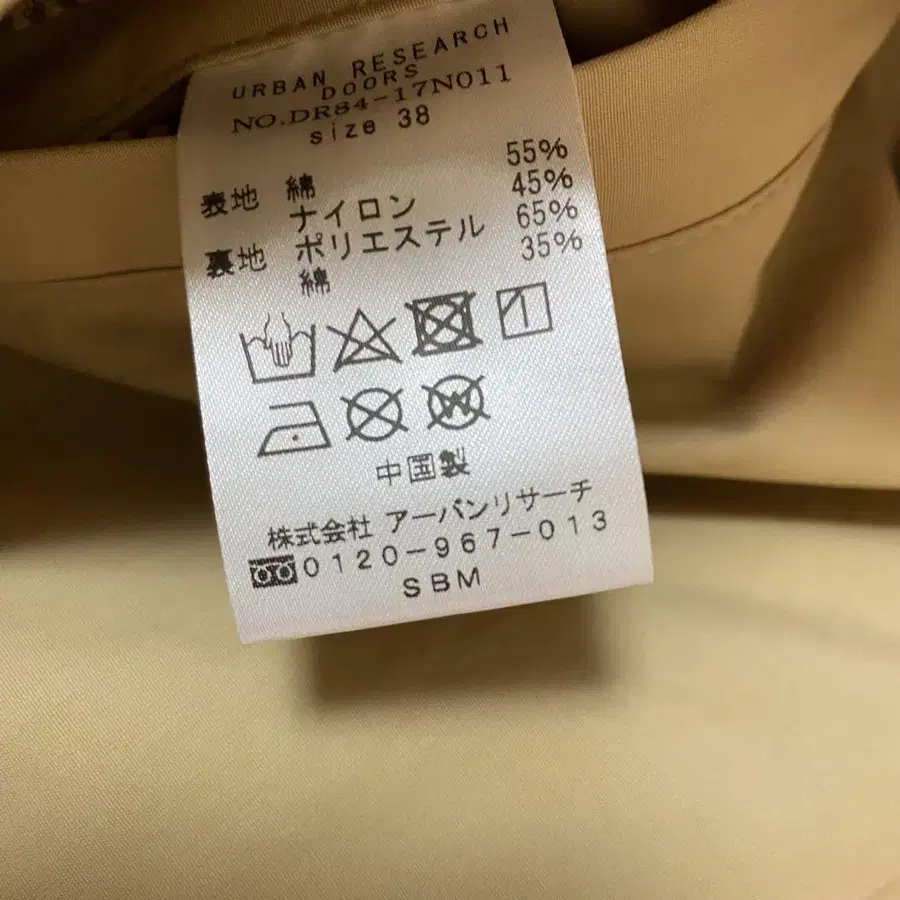 URBAN RESEARCH
DOORS
NO.DR84-17N011
size 38
表地 綿 55%
ナイロン 45%
裏地 ポリエステル 65%
綿 35%
中国製
株式会社 アーバンリサーチ
0120-967-013
SBM